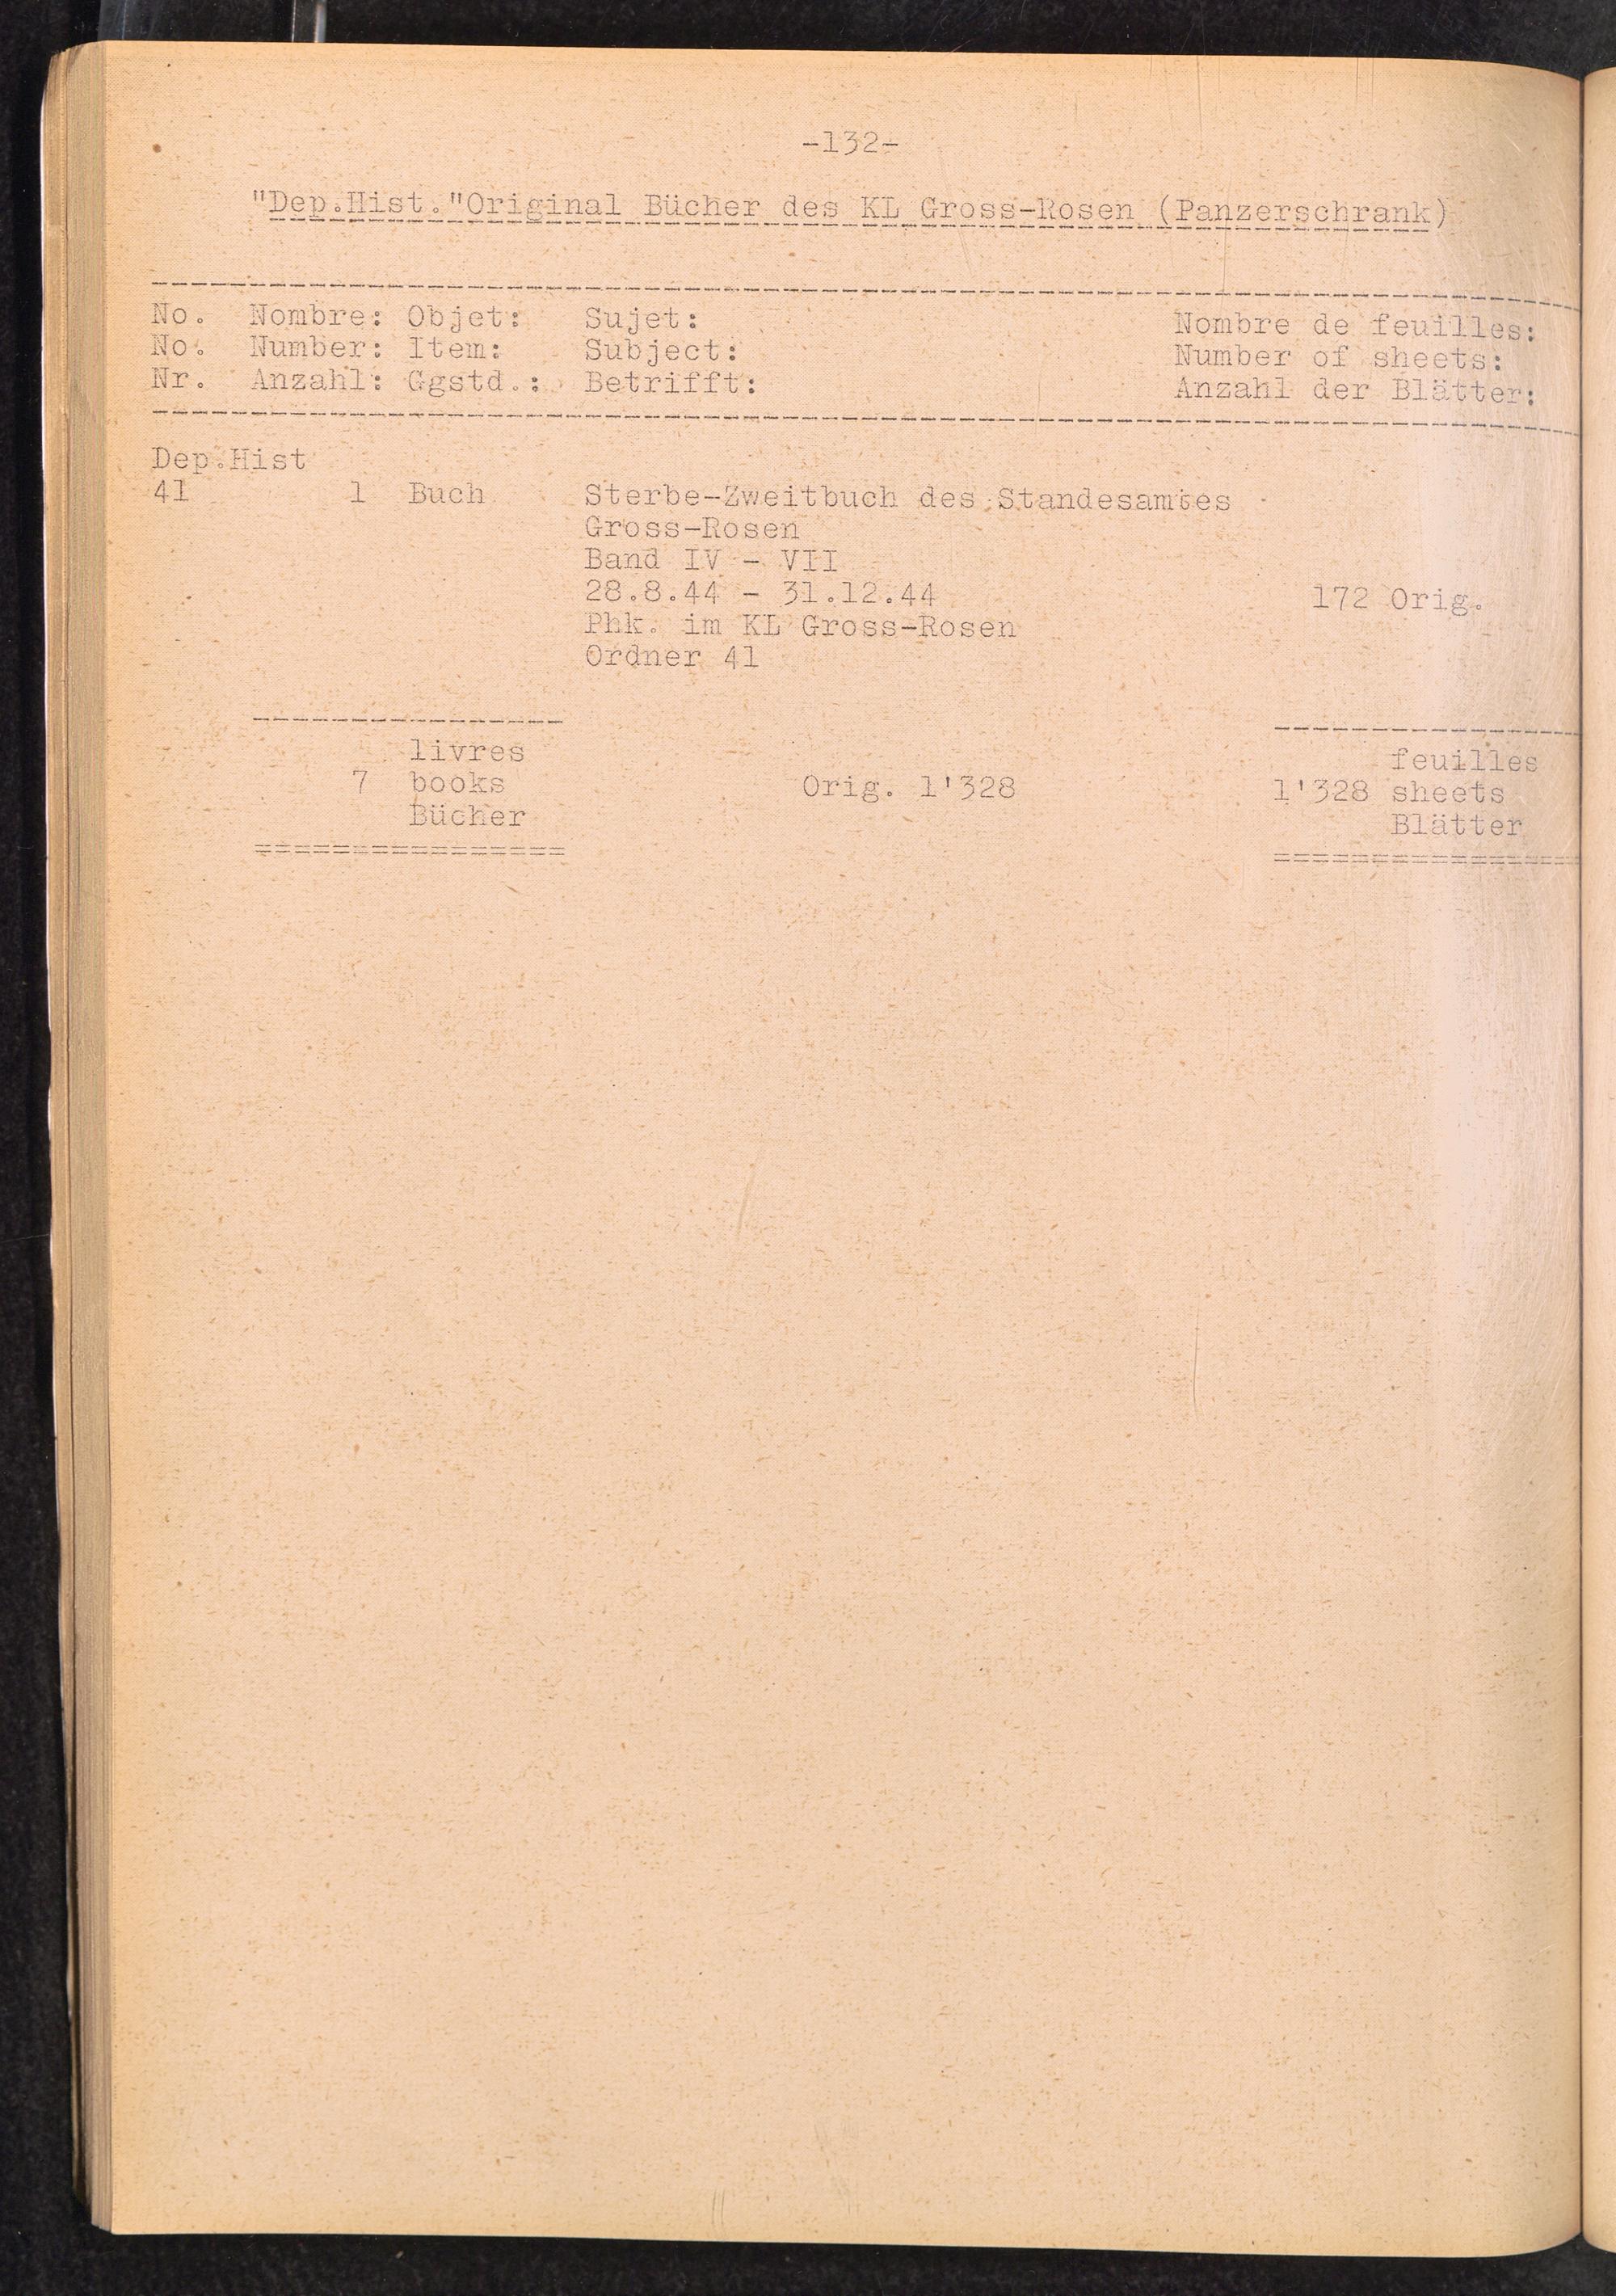 -132-
"Dep.Hist."Original Bücher des KL Gross-Rosen (Panzerschrank)
No. Nombre: Objet: Sujet: Nombre de feuilles:
No. Number: Item: Subject: Number of sheets:
Nr. Anzahl: Ggstd.: Betrifft: Anzahl der Blätter:
Dep.Hist
41 1 Buch Sterbe-Zweitbuch des Standesamtes
Gross-Rosen
Band IV - VII
28.8.44 - 31.12.44 172 Orig.
Phk. im KL Gross-Rosen
Ordner 41
livres feuilles
7 books Orig. 1'328 1'328 sheets
Bücher Blätter